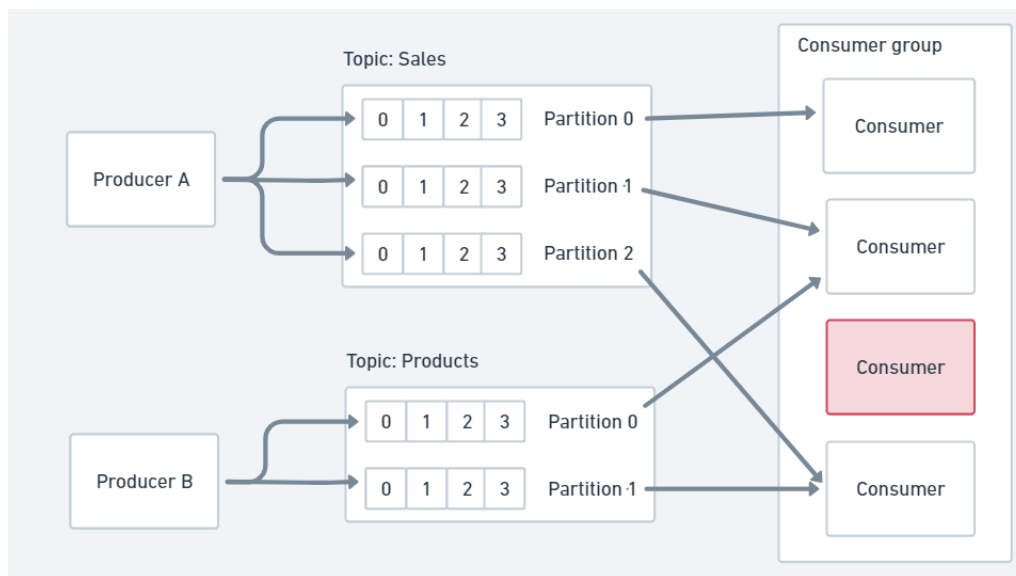 Consumer group
Topic: Sales
0 1 2 3 Partition 0
Consumer
Producer A
0 1 2 3 Partition 1
0 1 2 3 Partition 2
Consumer
Topic: Products
Consumer
0 1 2 3 Partition 0
Producer B
0 1 2 3 Partition 1
Consumer